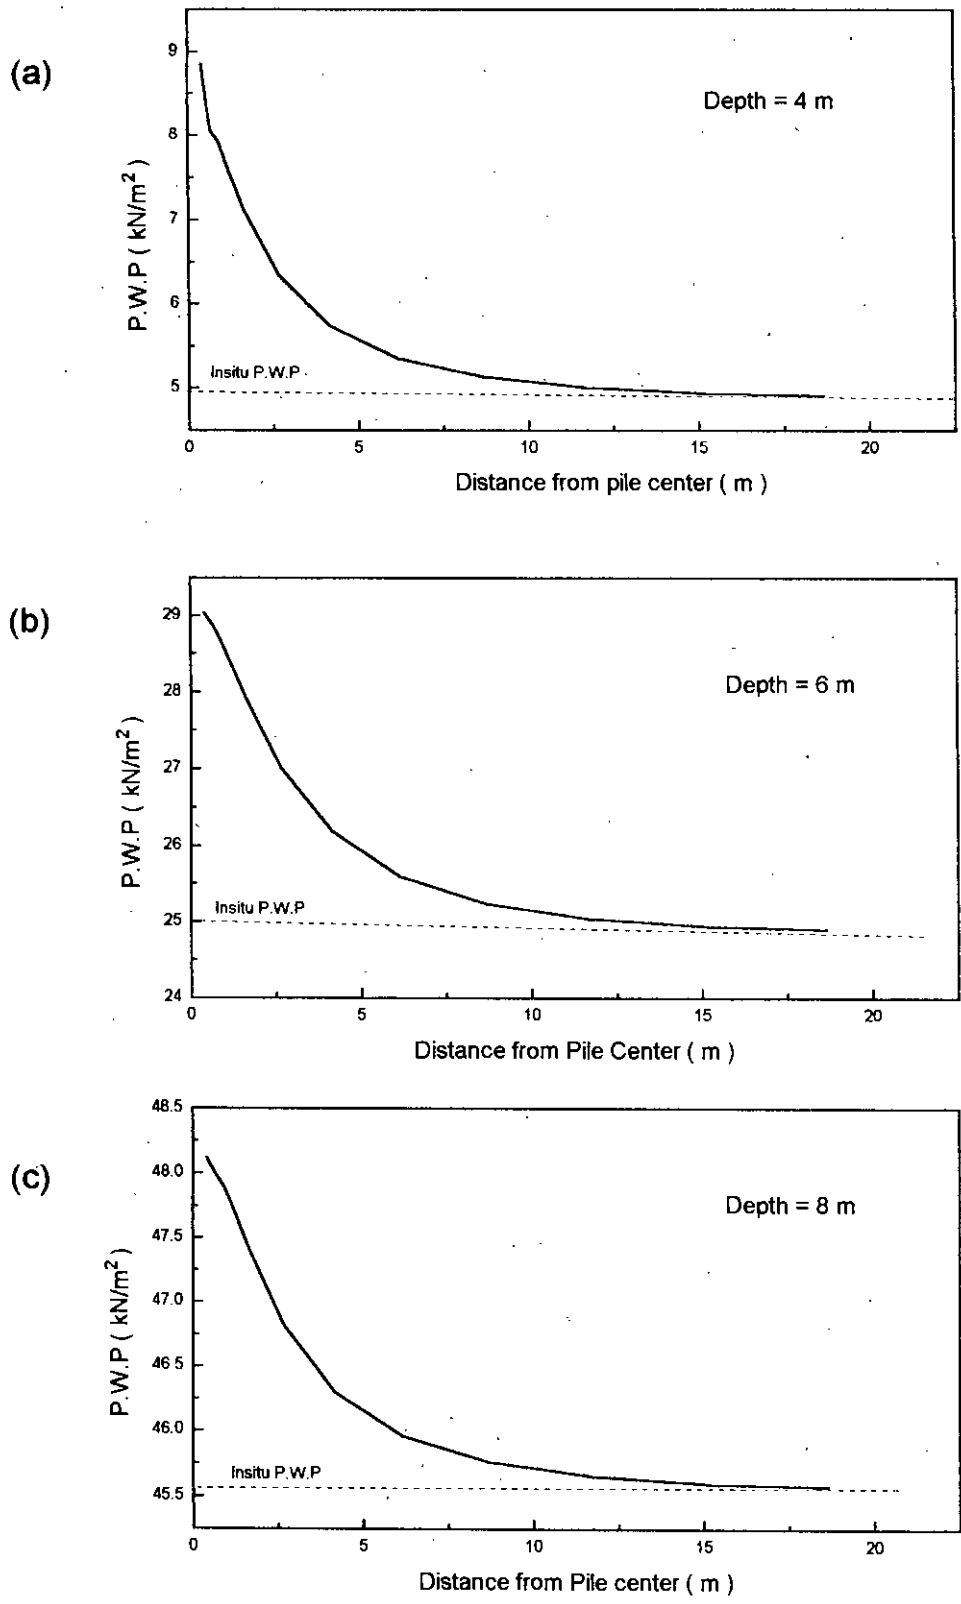 (a)
9
8
7
6
5
P.W.P ( kN/m²)
Depth = 4 m
Insitu P.W.P
0 5 10 15 20
Distance from pile center ( m )
(b)
29
28
27
26
25
24
P.W.P ( kN/m²)
Depth = 6 m
Insitu P.W.P
0 5 10 15 20
Distance from Pile Center ( m )
(c)
48.5
48.0
47.5
47.0
46.5
46.0
45.5
P.W.P ( kN/m²)
Depth = 8 m
Insitu P.W.P
0 5 10 15 20
Distance from Pile center ( m )